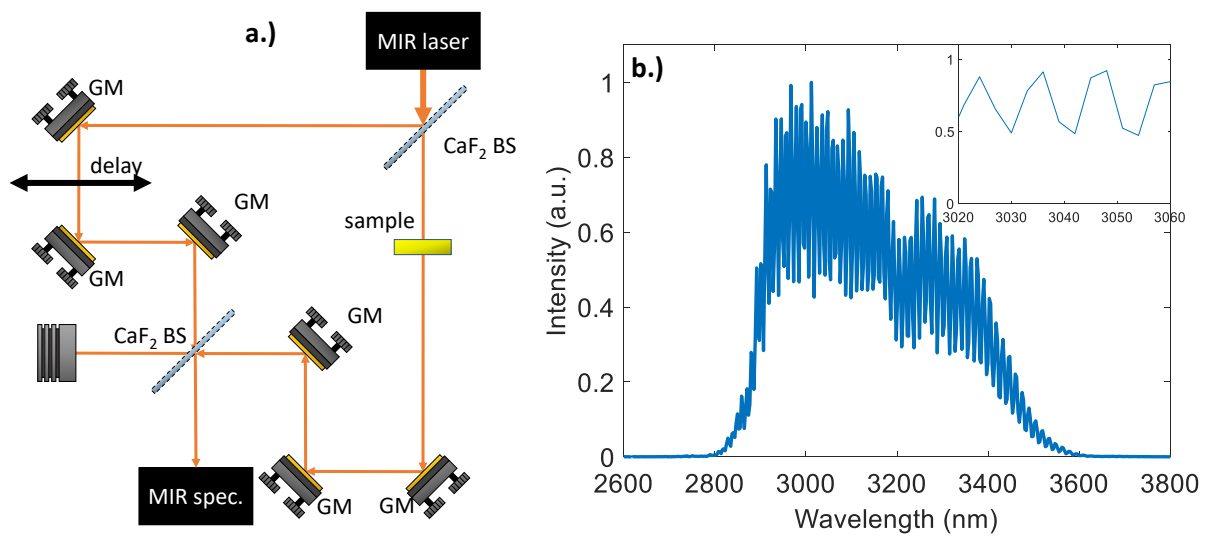 a.)
MIR laser
GM
CaF₂ BS
delay
GM
sample
GM
GM
CaF₂ BS
GM
GM
MIR spec.
b.)
Intensity (a.u.)
1
0.8
0.6
0.4
0.2
0
2600 2800 3000 3200 3400 3600 3800
Wavelength (nm)
1
0.5
0
3020 3030 3040 3050 3060